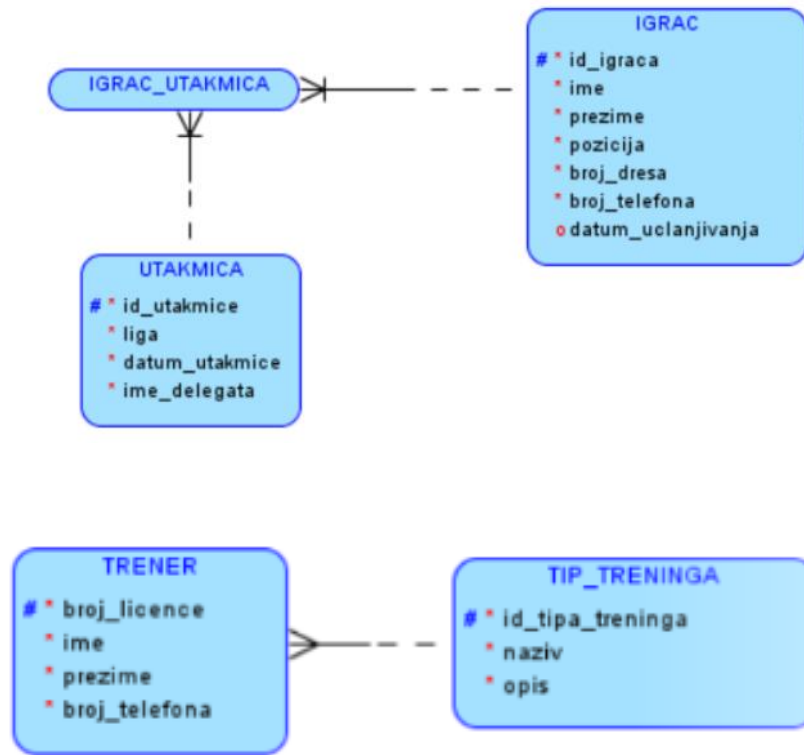 IGRAC
# * id_igraca
* ime
* prezime
* pozicija
* broj_dresa
* broj_telefona
o datum_uclanjivanja
IGRAC_UTAKMICA
UTAKMICA
# * id_utakmice
* liga
* datum_utakmice
* ime_delegata
TRENER
# * broj_licence
* ime
* prezime
* broj_telefona
TIP_TRENINGA
# * id_tipa_treninga
* naziv
* opis